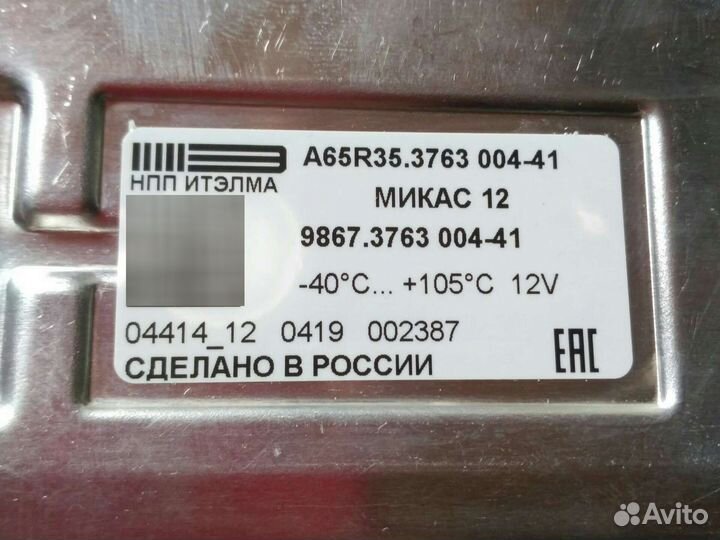 НПП ИТЭЛМА
A65R35.3763 004-41
МИКАС 12
9867.3763 004-41
-40°C... +105°C 12V
04414_12 0419 002387
СДЕЛАНО В РОССИИ
EAC
Avito